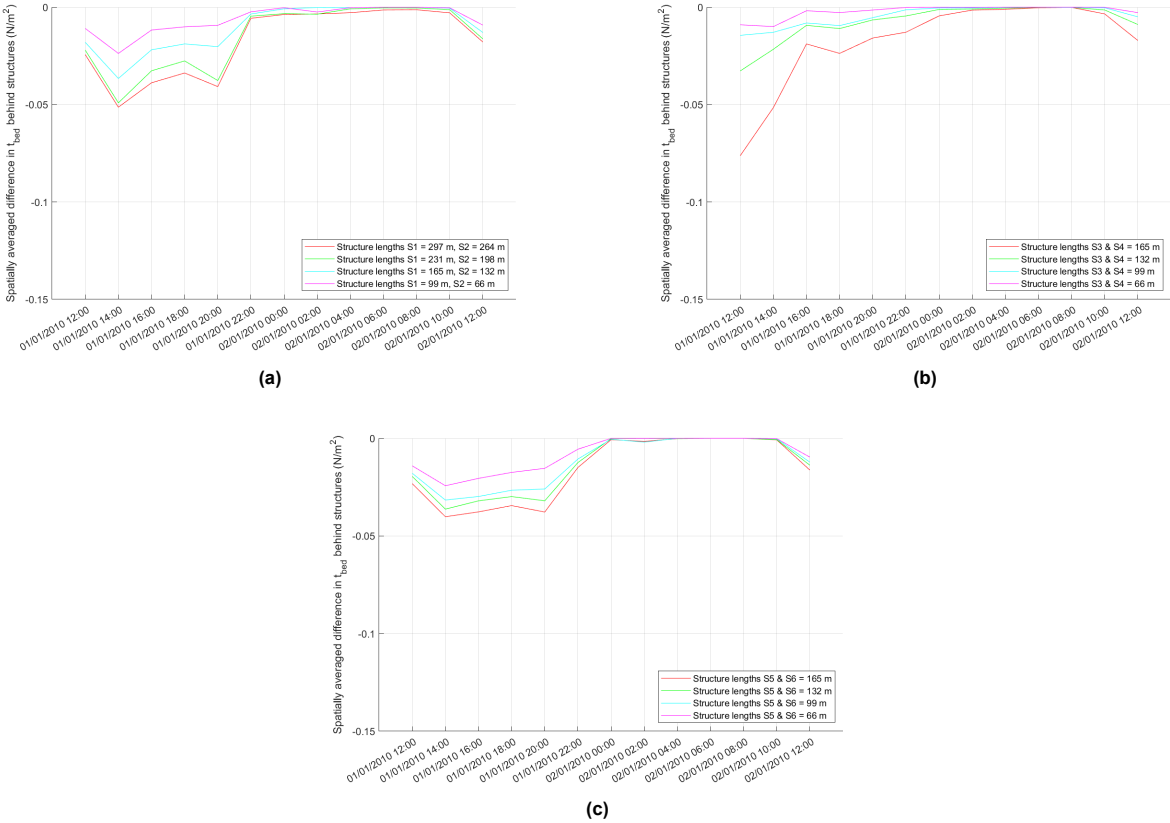 Spatially averaged difference in t_bed behind structures (N/m²)
0
-0.05
-0.1
-0.15
Structure lengths S1 = 297 m, S2 = 264 m
Structure lengths S1 = 231 m, S2 = 198 m
Structure lengths S1 = 165 m, S2 = 132 m
Structure lengths S1 = 99 m, S2 = 66 m
01/01/2010 12:00
01/01/2010 14:00
01/01/2010 16:00
01/01/2010 18:00
01/01/2010 20:00
01/01/2010 22:00
02/01/2010 00:00
02/01/2010 02:00
02/01/2010 04:00
02/01/2010 06:00
02/01/2010 08:00
02/01/2010 10:00
02/01/2010 12:00
(a)
Spatially averaged difference in t_bed behind structures (N/m²)
0
-0.05
-0.1
-0.15
Structure lengths S3 & S4 = 165 m
Structure lengths S3 & S4 = 132 m
Structure lengths S3 & S4 = 99 m
Structure lengths S3 & S4 = 66 m
01/01/2010 12:00
01/01/2010 14:00
01/01/2010 16:00
01/01/2010 18:00
01/01/2010 20:00
01/01/2010 22:00
02/01/2010 00:00
02/01/2010 02:00
02/01/2010 04:00
02/01/2010 06:00
02/01/2010 08:00
02/01/2010 10:00
02/01/2010 12:00
(b)
Spatially averaged difference in t_bed behind structures (N/m²)
0
-0.05
-0.1
-0.15
Structure lengths S5 & S6 = 165 m
Structure lengths S5 & S6 = 132 m
Structure lengths S5 & S6 = 99 m
Structure lengths S5 & S6 = 66 m
01/01/2010 12:00
01/01/2010 14:00
01/01/2010 16:00
01/01/2010 18:00
01/01/2010 20:00
01/01/2010 22:00
02/01/2010 00:00
02/01/2010 02:00
02/01/2010 04:00
02/01/2010 06:00
02/01/2010 08:00
02/01/2010 10:00
02/01/2010 12:00
(c)